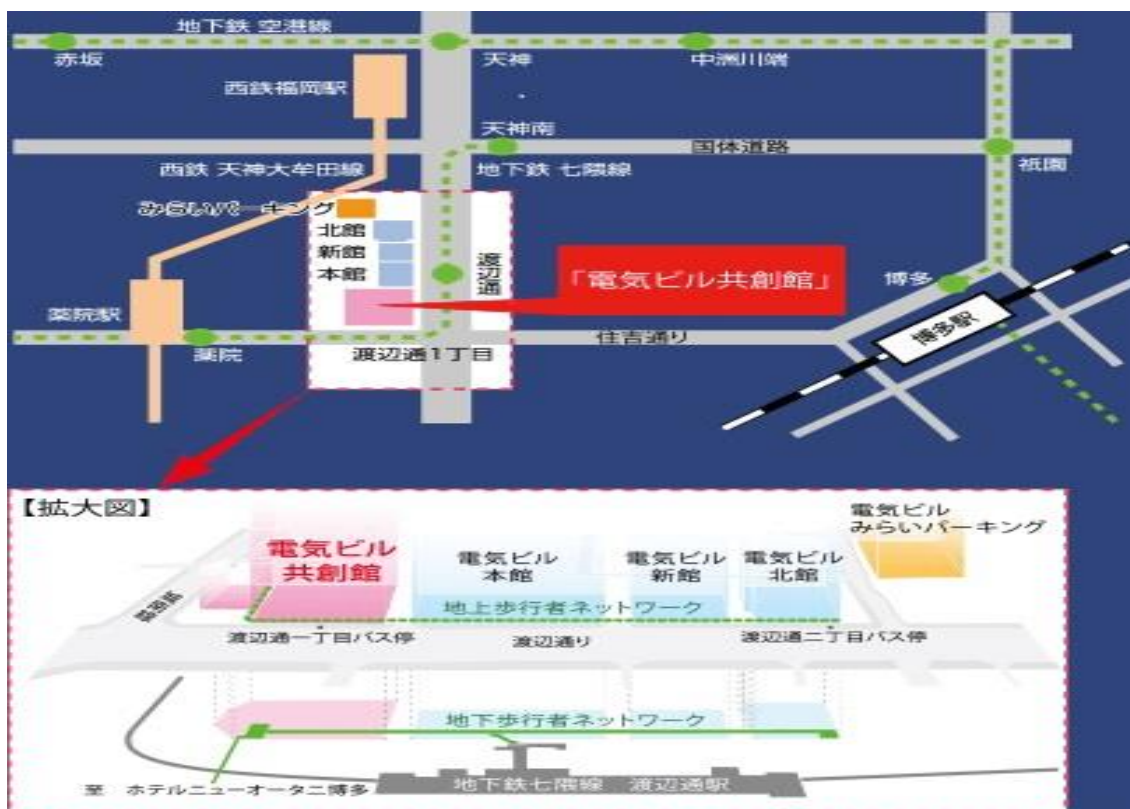 地下鉄 空港線
赤坂
天神
中洲川端
西鉄福岡駅
天神南
国体道路
西鉄 天神大牟田線
地下鉄 七隈線
祇園
みらいパーキング
北館
新館
本館
渡辺通
「電気ビル共創館」
博多
薬院駅
博多駅
薬院
渡辺通1丁目
住吉通り
【拡大図】
電気ビル
共創館
電気ビル
本館
電気ビル
新館
電気ビル
北館
電気ビル
みらいパーキング
地上歩行者ネットワーク
渡辺通一丁目バス停
渡辺通り
渡辺通二丁目バス停
地下歩行者ネットワーク
至 ホテルニューオータニ博多
地下鉄七隈線 渡辺通駅